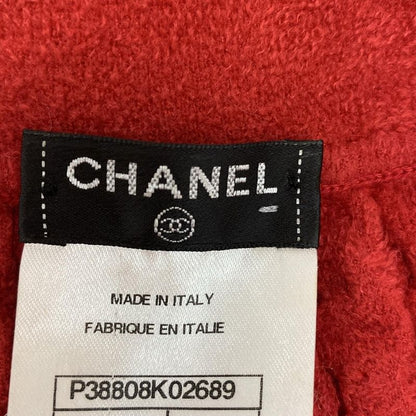 CHANEL
MADE IN ITALY
FABRIQUE EN ITALIE
P38808K02689